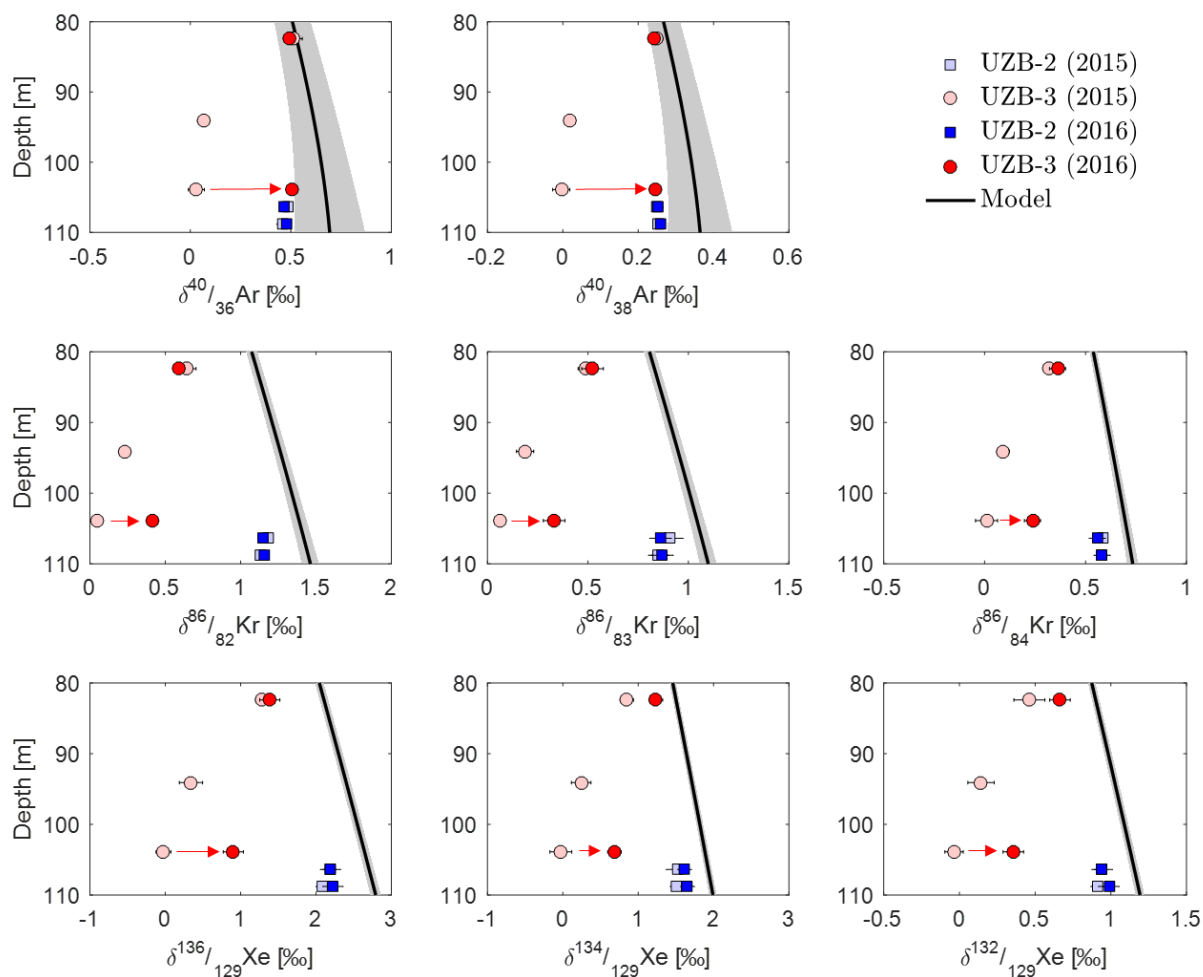 80
90
100
110
Depth [m]
-0.5 0 0.5 1
δ⁴⁰/₃₆Ar [‰]
-0.2 0 0.2 0.4 0.6
δ⁴⁰/₃₈Ar [‰]
UZB-2 (2015)
UZB-3 (2015)
UZB-2 (2016)
UZB-3 (2016)
Model
80
90
100
110
Depth [m]
0 0.5 1 1.5 2
δ⁸⁶/₈₂Kr [‰]
80
90
100
110
0 0.5 1 1.5
δ⁸⁶/₈₃Kr [‰]
80
90
100
110
-0.5 0 0.5 1
δ⁸⁶/₈₄Kr [‰]
80
90
100
110
Depth [m]
-1 0 1 2 3
δ¹³⁶/₁₂₉Xe [‰]
80
90
100
110
-1 0 1 2 3
δ¹³⁴/₁₂₉Xe [‰]
80
90
100
110
-0.5 0 0.5 1 1.5
δ¹³²/₁₂₉Xe [‰]
80
90
100
110